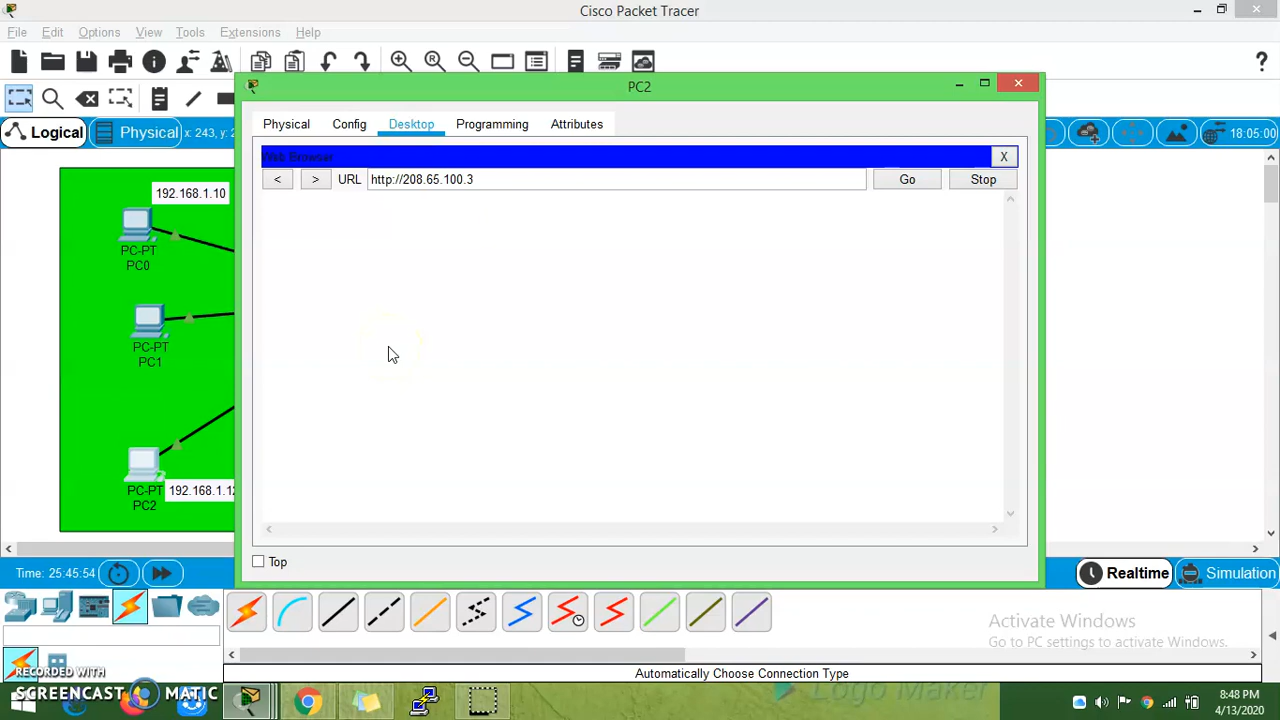 Cisco Packet Tracer
File Edit Options View Tools Extensions Help
PC2
Logical Physical x: 243, y: 2 18:05:00
Physical Config Desktop Programming Attributes
Web Browser X
< > URL http://208.65.100.3 Go Stop
192.168.1.10
PC-PT
PC0
PC-PT
PC1
PC-PT 192.168.1.12
PC2
Top
Time: 25:45:54 Realtime Simulation
Activate Windows
Go to PC settings to activate Windows.
RECORDED WITH
SCREENCAST MATIC
Automatically Choose Connection Type
Logo Maker
8:48 PM
4/13/2020